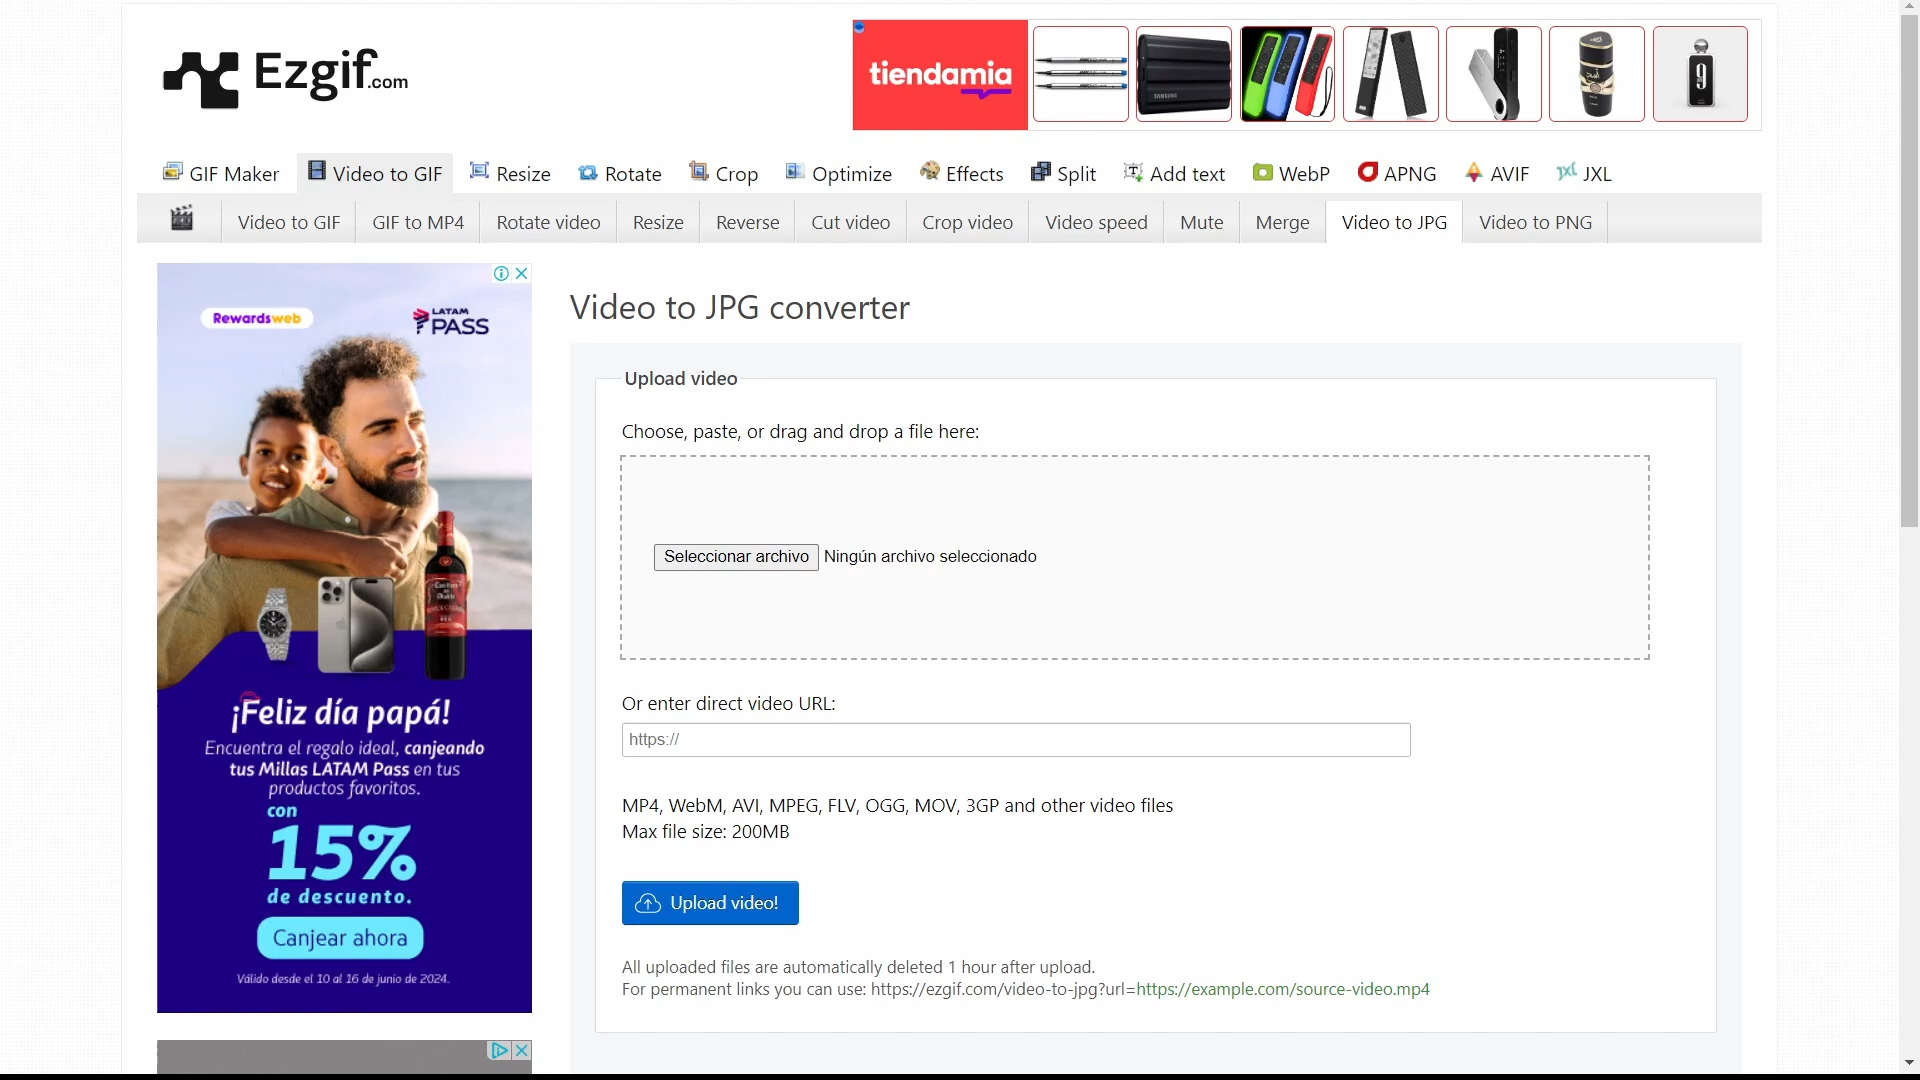 Ezgif.com
tiendamia
SAMSUNG
9
GIF Maker
Video to GIF
Resize
Rotate
Crop
Optimize
Effects
Split
Add text
WebP
APNG
AVIF
JXL
Video to GIF
GIF to MP4
Rotate video
Resize
Reverse
Cut video
Crop video
Video speed
Mute
Merge
Video to JPG
Video to PNG
Rewardsweb
LATAM
PASS
¡Feliz día papá!
Encuentra el regalo ideal, canjeando
tus Millas LATAM Pass en tus
productos favoritos.
con
15%
de descuento.
Canjear ahora
Válido desde el 10 al 16 de junio de 2024.
Video to JPG converter
Upload video
Choose, paste, or drag and drop a file here:
Seleccionar archivo Ningún archivo seleccionado
Or enter direct video URL:
https://
MP4, WebM, AVI, MPEG, FLV, OGG, MOV, 3GP and other video files
Max file size: 200MB
Upload video!
All uploaded files are automatically deleted 1 hour after upload.
For permanent links you can use: https://ezgif.com/video-to-jpg?url=https://example.com/source-video.mp4